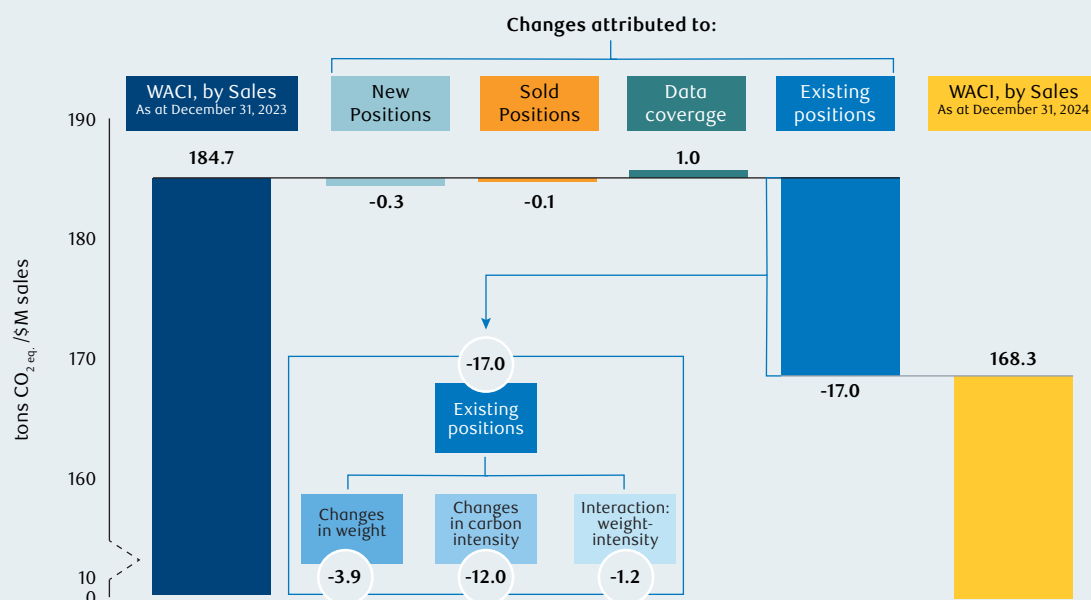 Changes attributed to:
WACI, by Sales
As at December 31, 2023
New
Positions
Sold
Positions
Data
coverage
Existing
positions
WACI, by Sales
As at December 31, 2024
190
184.7
1.0
-0.3
-0.1
180
tons CO2 eq. /$M sales
170
168.3
-17.0
-17.0
Existing
positions
160
Changes
in weight
Changes
in carbon
intensity
Interaction:
weight-
intensity
-3.9
-12.0
-1.2
10
0